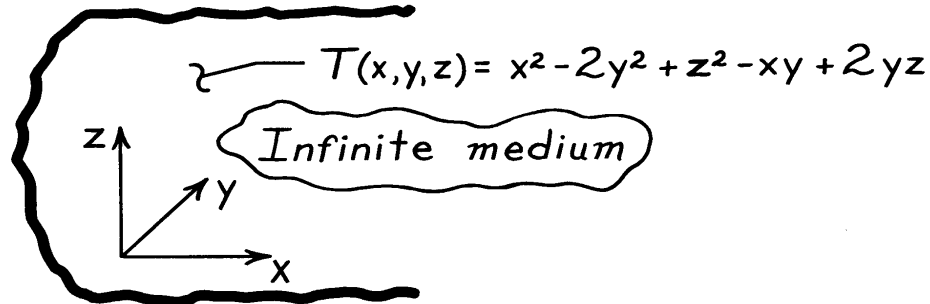 T(x,y,z) = x² - 2y² + z² - xy + 2yz
Infinite medium
z
y
x